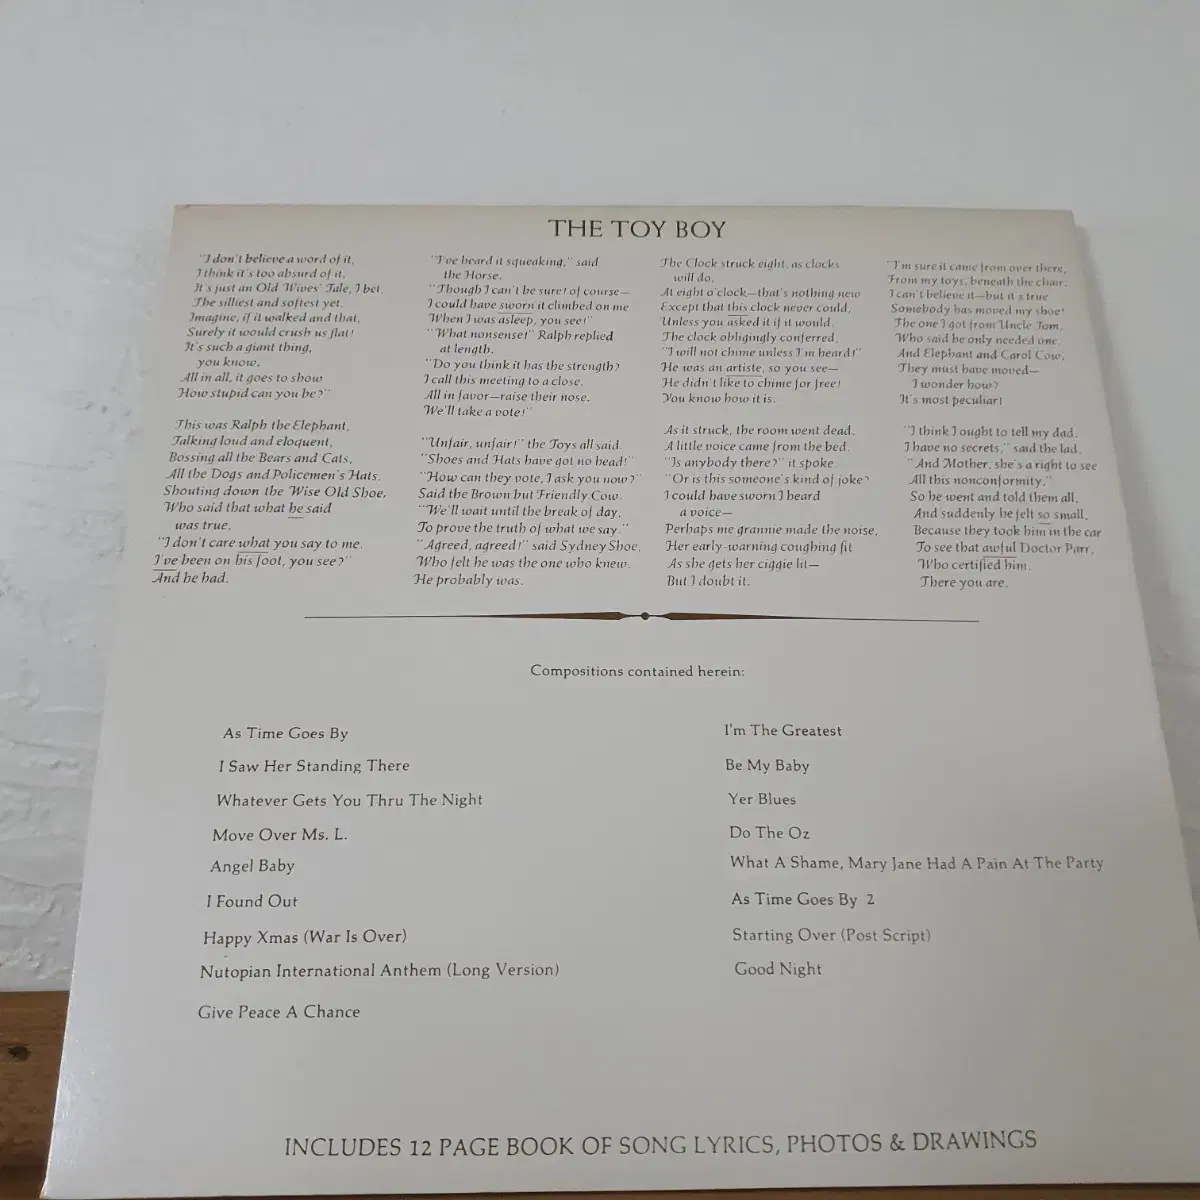 THE TOY BOY
"I don't believe a word of it,
I think it's too absurd of it,
It's just an Old Wives' Tale, I bet.
The silliest and softest yet.
Imagine, if it walked and that,
Surely it would crush us flat!
It's such a giant thing,
you know.
All in all, it goes to show
How stupid can you be?"
This was Ralph the Elephant,
Talking loud and eloquent,
Bossing all the Bears and Cats,
All the Dogs and Policemen's Hats.
Shouting down the Wise Old Shoe,
Who said that what he said
was true.
"I don't care what you say to me.
I've been on his foot, you see?"
And he had.
"I've heard it squeaking," said
the Horse.
"Though I can't be sure! of course—
I could have sworn it climbed on me
When I was asleep, you see!"
"What nonsense!" Ralph replied
at length.
"Do you think it has the strength?
I call this meeting to a close.
All in favor—raise their nose.
We'll take a vote!"
"Unfair, unfair!" the Toys all said.
"Shoes and Hats have got no head!"
"How can they vote, I ask you now?"
Said the Brown but Friendly Cow.
"We'll wait until the break of day,
To prove the truth of what we say."
"Agreed, agreed!" said Sydney Shoe,
Who felt he was the one who knew.
He probably was.
The Clock struck eight, as clocks
will do,
At eight o'clock—that's nothing new
Except that this clock never could,
Unless you asked it if it would.
The clock obligingly conferred,
"I will not chime unless I'm heard!"
He was an artiste, so you see—
He didn't like to chime for free!
You know how it is.
As it struck, the room went dead.
A little voice came from the bed.
"Is anybody there?" it spoke.
"Or is this someone's kind of joke?
I could have sworn I heard
a voice—
Perhaps me grannie made the noise,
Her early-warning coughing fit
As she gets her ciggie lit—
But I doubt it.
"I'm sure it came from over there,
From my toys, beneath the chair.
I can't believe it—but it's true
Somebody has moved my shoe!
The one I got from Uncle Tom,
Who said he only needed one.
And Elephant and Carol Cow,
They must have moved—
I wonder how?
It's most peculiar!
"I think I ought to tell my dad.
I have no secrets," said the lad.
"And Mother, she's a right to see
All this nonconformity."
So he went and told them all,
And suddenly he felt so small,
Because they took him in the car
To see that awful Doctor Parr,
Who certified him.
There you are.
Compositions contained herein:
As Time Goes By
I Saw Her Standing There
Whatever Gets You Thru The Night
Move Over Ms. L.
Angel Baby
I Found Out
Happy Xmas (War Is Over)
Nutopian International Anthem (Long Version)
Give Peace A Chance
I'm The Greatest
Be My Baby
Yer Blues
Do The Oz
What A Shame, Mary Jane Had A Pain At The Party
As Time Goes By 2
Starting Over (Post Script)
Good Night
INCLUDES 12 PAGE BOOK OF SONG LYRICS, PHOTOS & DRAWINGS